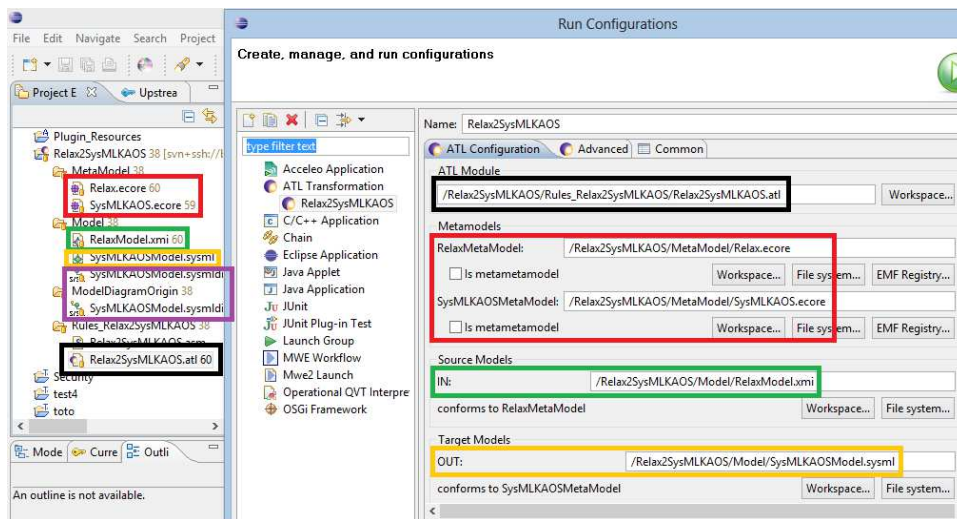 Run Configurations
File Edit Navigate Search Project
Create, manage, and run configurations
Project E
Upstrea
Plugin_Resources
Relax2SysMLKAOS 38 [svn+ssh://
MetaModel 38
Relax.ecore 60
SysMLKAOS.ecore 59
Model 38
RelaxModel.xmi 60
SysMLKAOSModel.sysml
SysMLKAOSModel.sysmldi
ModelDiagramOrigin 38
SysMLKAOSModel.sysmldi
Rules_Relax2SysMLKAOS 38
Relax2SysMLKAOS.atl 60
Security
test4
toto
Mode
Curre
Outli
An outline is not available.
type filter text
Acceleo Application
ATL Transformation
Relax2SysMLKAOS
C/C++ Application
Chain
Eclipse Application
Java Applet
Java Application
JUnit
JUnit Plug-in Test
Launch Group
MWE Workflow
Mwe2 Launch
Operational QVT Interpre
OSGi Framework
Name: Relax2SysMLKAOS
ATL Configuration
Advanced
Common
ATL Module
/Relax2SysMLKAOS/Rules_Relax2SysMLKAOS/Relax2SysMLKAOS.atl
Workspace...
Metamodels
RelaxMetaModel: /Relax2SysMLKAOS/MetaModel/Relax.ecore
Is metametamodel Workspace... File system... EMF Registry...
SysMLKAOSMetaModel: /Relax2SysMLKAOS/MetaModel/SysMLKAOS.ecore
Is metametamodel Workspace... File system... EMF Registry...
Source Models
IN: /Relax2SysMLKAOS/Model/RelaxModel.xmi
conforms to RelaxMetaModel Workspace... File system...
Target Models
OUT: /Relax2SysMLKAOS/Model/SysMLKAOSModel.sysml
conforms to SysMLKAOSMetaModel Workspace... File system...